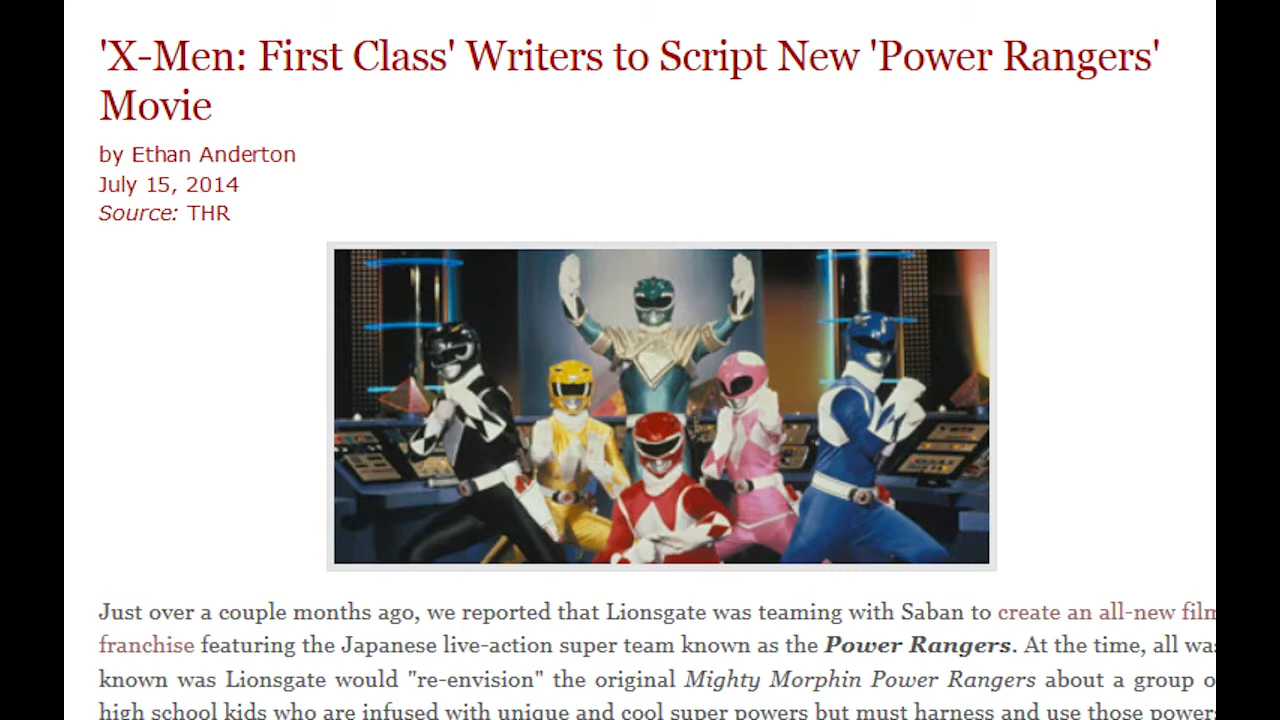 'X-Men: First Class' Writers to Script New 'Power Rangers'
Movie
by Ethan Anderton
July 15, 2014
Source: THR
Just over a couple months ago, we reported that Lionsgate was teaming with Saban to create an all-new film
franchise featuring the Japanese live-action super team known as the Power Rangers. At the time, all was
known was Lionsgate would "re-envision" the original Mighty Morphin Power Rangers about a group o
high school kids who are infused with unique and cool super powers but must harness and use those power